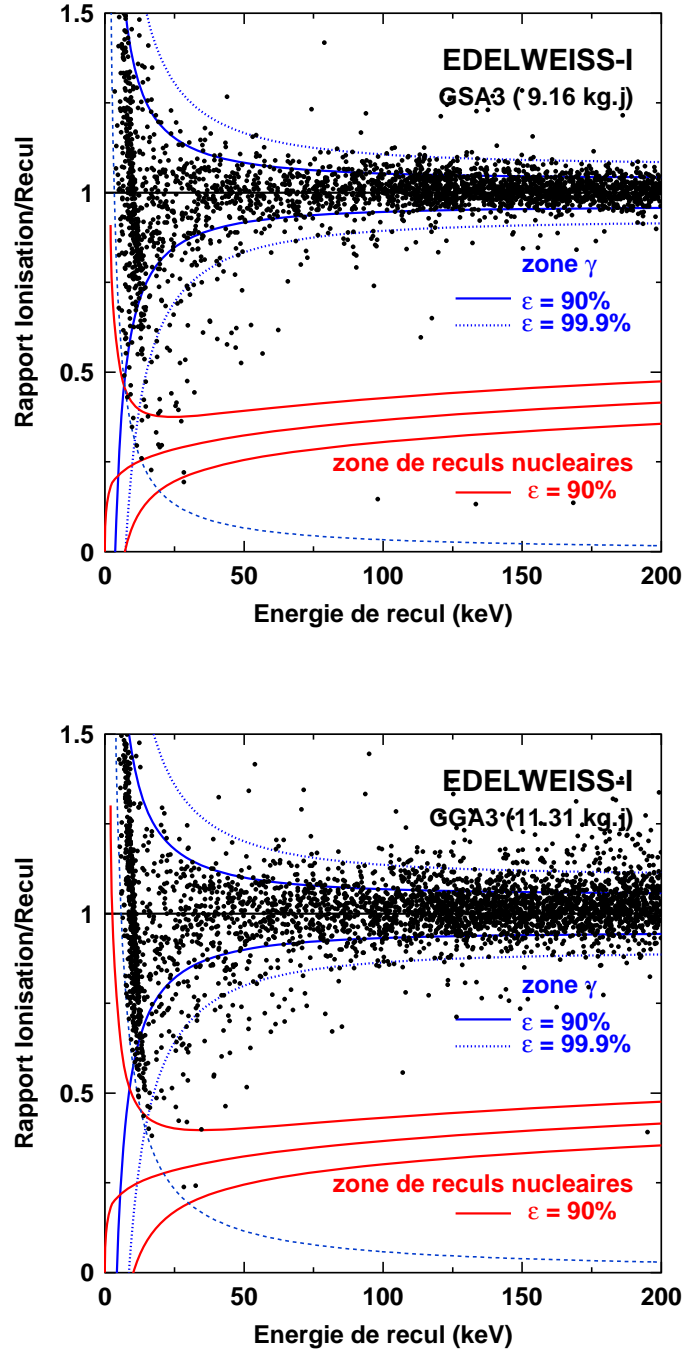 1.5
1
0.5
0
Rapport Ionisation/Recul
EDELWEISS-I
GSA3 ( 9.16 kg.j)
zone γ
ε = 90%
ε = 99.9%
zone de reculs nucleaires
ε = 90%
0 50 100 150 200
Energie de recul (keV)
1.5
1
0.5
0
Rapport Ionisation/Recul
EDELWEISS-I
GGA3 (11.31 kg.j)
zone γ
ε = 90%
ε = 99.9%
zone de reculs nucleaires
ε = 90%
0 50 100 150 200
Energie de recul (keV)